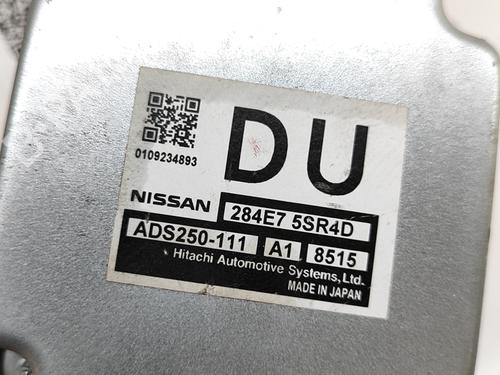 DU
0109234893
NISSAN 284E7 5SR4D
ADS250-111 A1 8515
Hitachi Automotive Systems, Ltd.
MADE IN JAPAN